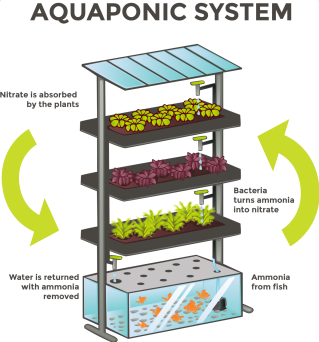 AQUAPONIC SYSTEM
Nitrate is absorbed
by the plants
Bacteria
turns ammonia
into nitrate
Water is returned
with ammonia
removed
Ammonia
from fish